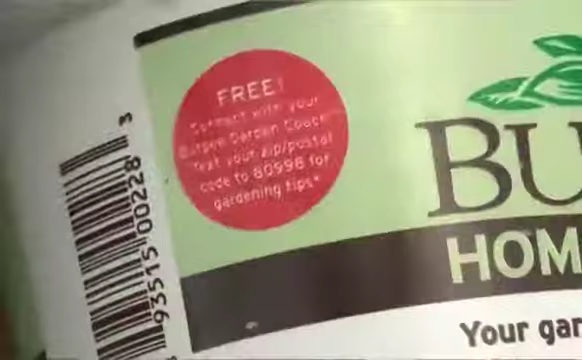 FREE!
Connect with your
Burpee Garden Coach
Text your zip/postal
code to 80998 for
gardening tips*
BU
HOM
Your gar
93515 00228 3